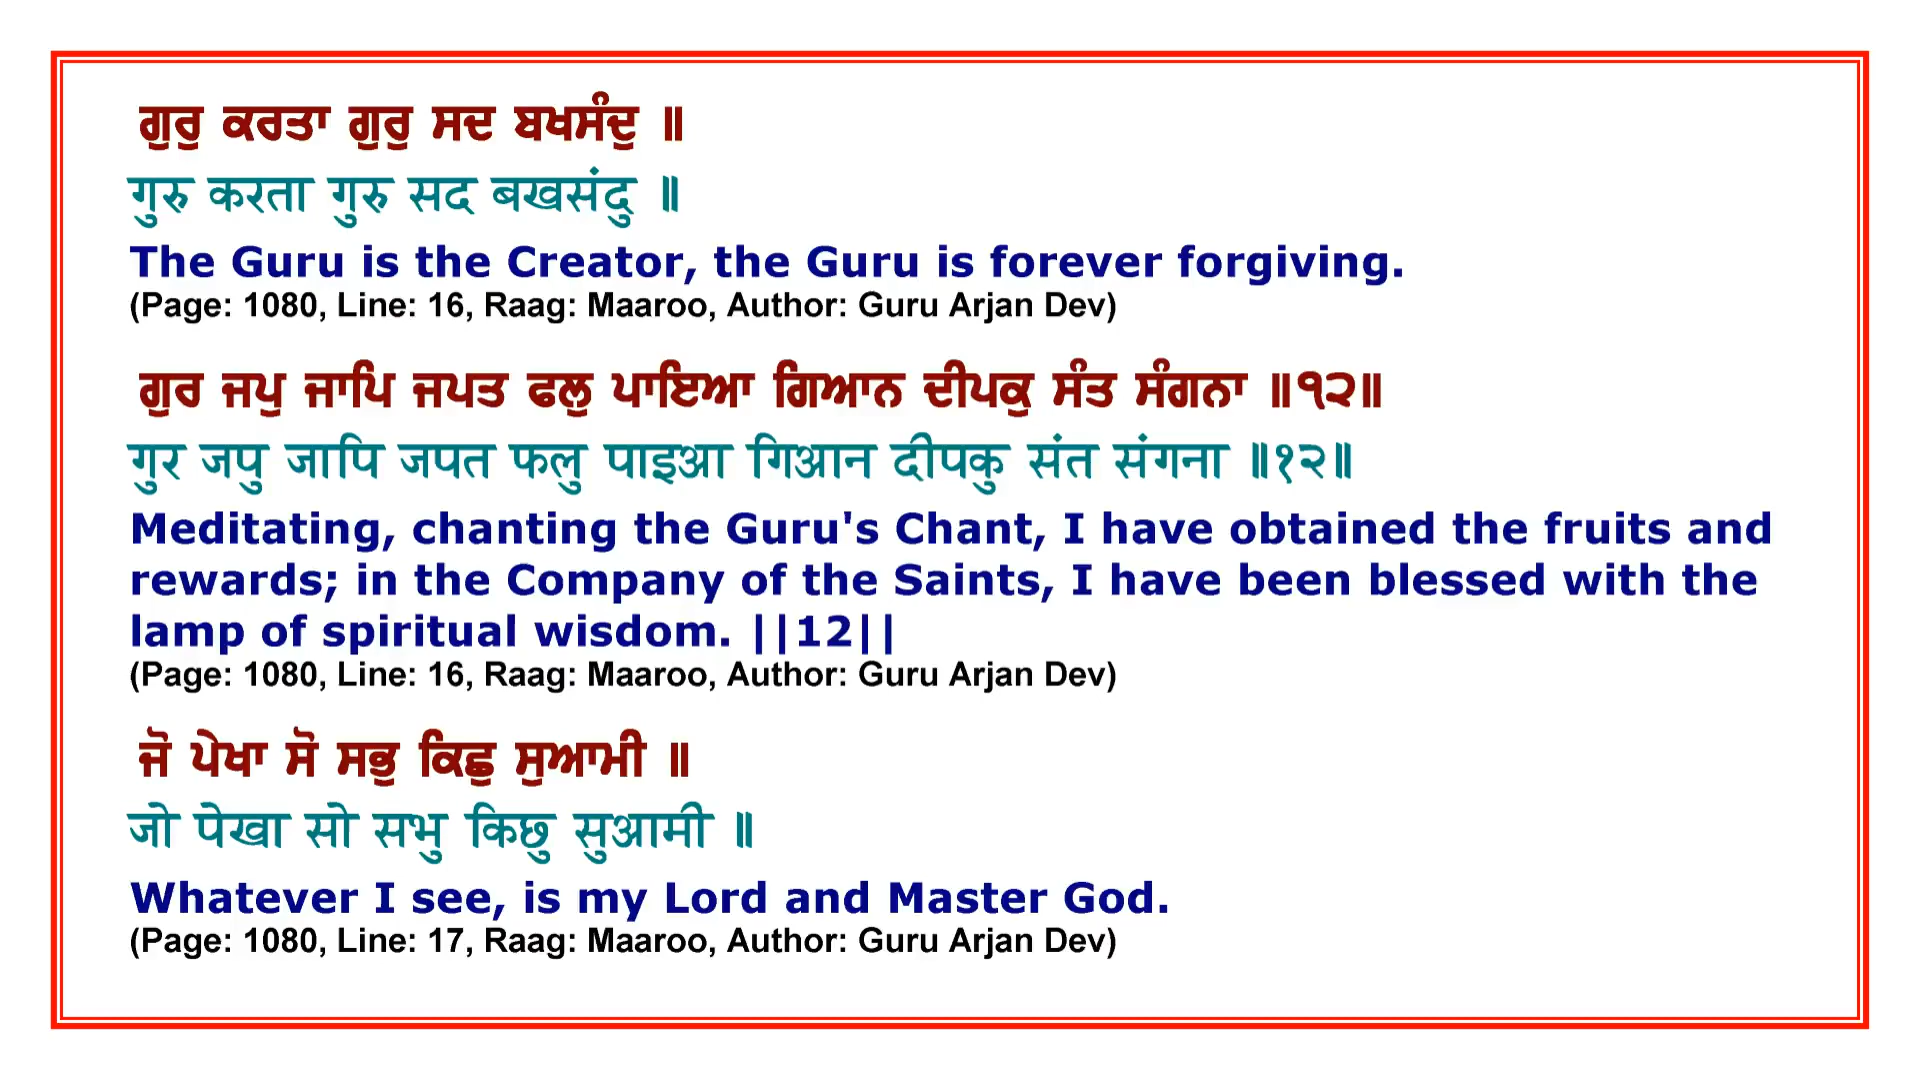 ਗੁਰੁ ਕਰਤਾ ਗੁਰੁ ਸਦ ਬਖਸੰਦੁ ॥
गुरु करता गुरु सद बखसंदु ॥
The Guru is the Creator, the Guru is forever forgiving.
(Page: 1080, Line: 16, Raag: Maaroo, Author: Guru Arjan Dev)
ਗੁਰ ਜਪੁ ਜਾਪਿ ਜਪਤ ਫਲੁ ਪਾਇਆ ਗਿਆਨ ਦੀਪਕੁ ਸੰਤ ਸੰਗਨਾ ॥੧੨॥
गुर जपु जापि जपत फलु पाइआ गिआन दीपकु संत संगना ॥१२॥
Meditating, chanting the Guru's Chant, I have obtained the fruits and
rewards; in the Company of the Saints, I have been blessed with the
lamp of spiritual wisdom. ||12||
(Page: 1080, Line: 16, Raag: Maaroo, Author: Guru Arjan Dev)
ਜੋ ਪੇਖਾ ਸੋ ਸਭੁ ਕਿਛੁ ਸੁਆਮੀ ॥
जो पेखा सो सभु किछु सुआमी ॥
Whatever I see, is my Lord and Master God.
(Page: 1080, Line: 17, Raag: Maaroo, Author: Guru Arjan Dev)